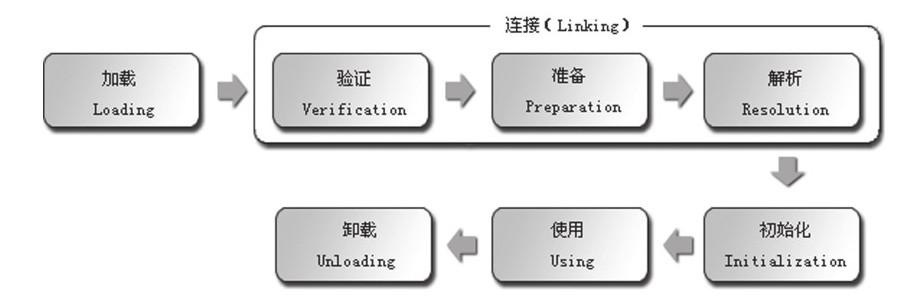 连接（Linking）
加载
Loading
验证
Verification
准备
Preparation
解析
Resolution
初始化
Initialization
使用
Using
卸载
Unloading